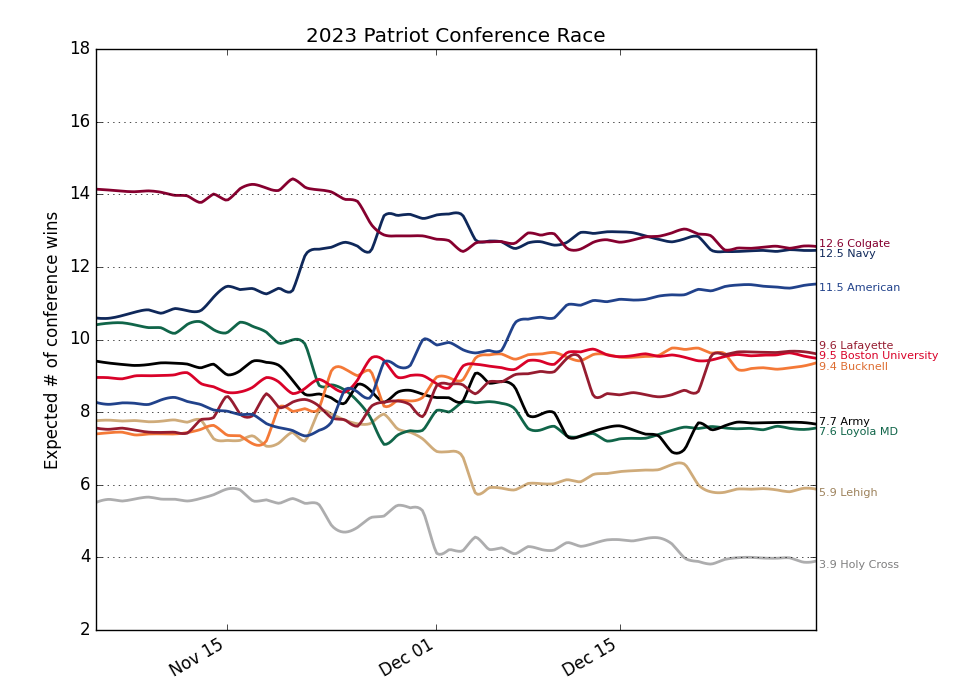 2023 Patriot Conference Race
Expected # of conference wins
18
16
14
12
10
8
6
4
2
Nov 15
Dec 01
Dec 15
12.6 Colgate
12.5 Navy
11.5 American
9.6 Lafayette
9.5 Boston University
9.4 Bucknell
7.7 Army
7.6 Loyola MD
5.9 Lehigh
3.9 Holy Cross